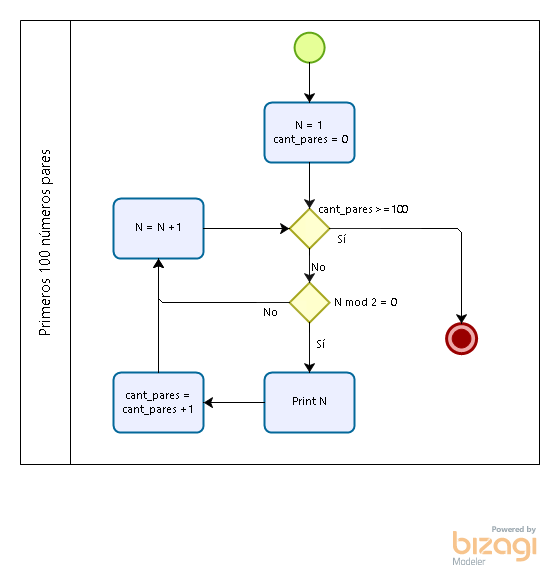 Primeros 100 números pares
N = 1
cant_pares = 0
cant_pares >=100
Sí
No
N = N +1
N mod 2 = 0
No
Sí
Print N
cant_pares =
cant_pares +1
Powered by
bizagi
Modeler